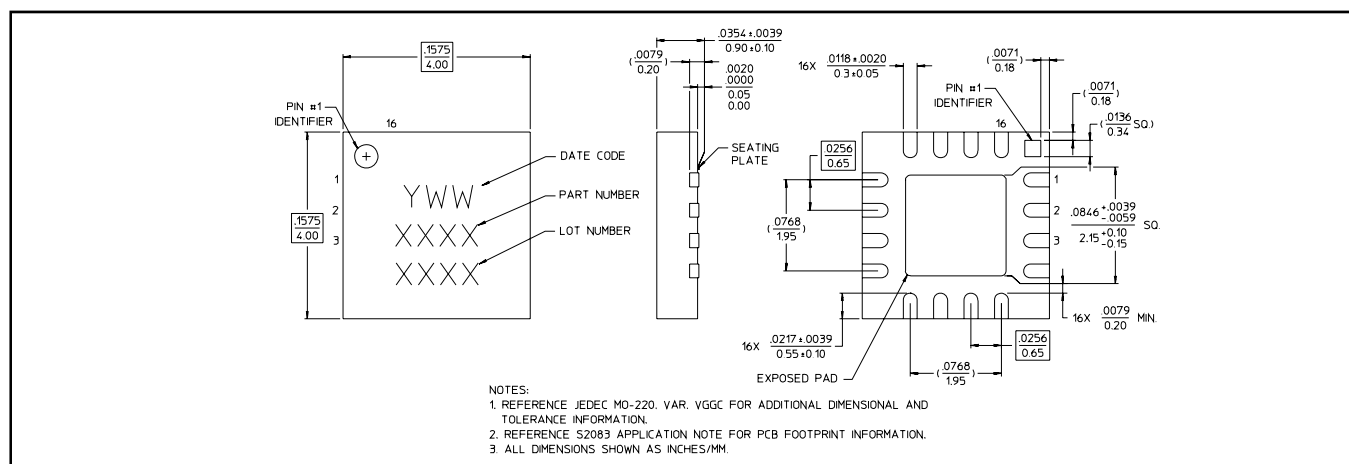 .1575
4.00
PIN #1
IDENTIFIER
16
1
2
3
.1575
4.00
YWW
XXXX
XXXX
DATE CODE
PART NUMBER
LOT NUMBER
.0354±.0039
0.90±0.10
(.0079
0.20)
.0020
.0000
0.05
0.00
SEATING
PLATE
16X .0118±.0020
0.3±0.05
(.0071
0.18)
PIN #1
IDENTIFIER
16
(.0071
0.18)
(.0136
0.34 SQ.)
.0256
0.65
(.0768
1.95)
1
2
3
.0846 +.0039
-.0059
2.15 +0.10
-0.15
SQ.
16X .0217±.0039
0.55±0.10
16X .0079
0.20 MIN.
.0256
0.65
(.0768
1.95)
EXPOSED PAD
NOTES:
1. REFERENCE JEDEC MO-220. VAR. VGGC FOR ADDITIONAL DIMENSIONAL AND
TOLERANCE INFORMATION.
2. REFERENCE S2083 APPLICATION NOTE FOR PCB FOOTPRINT INFORMATION.
3. ALL DIMENSIONS SHOWN AS INCHES/MM.